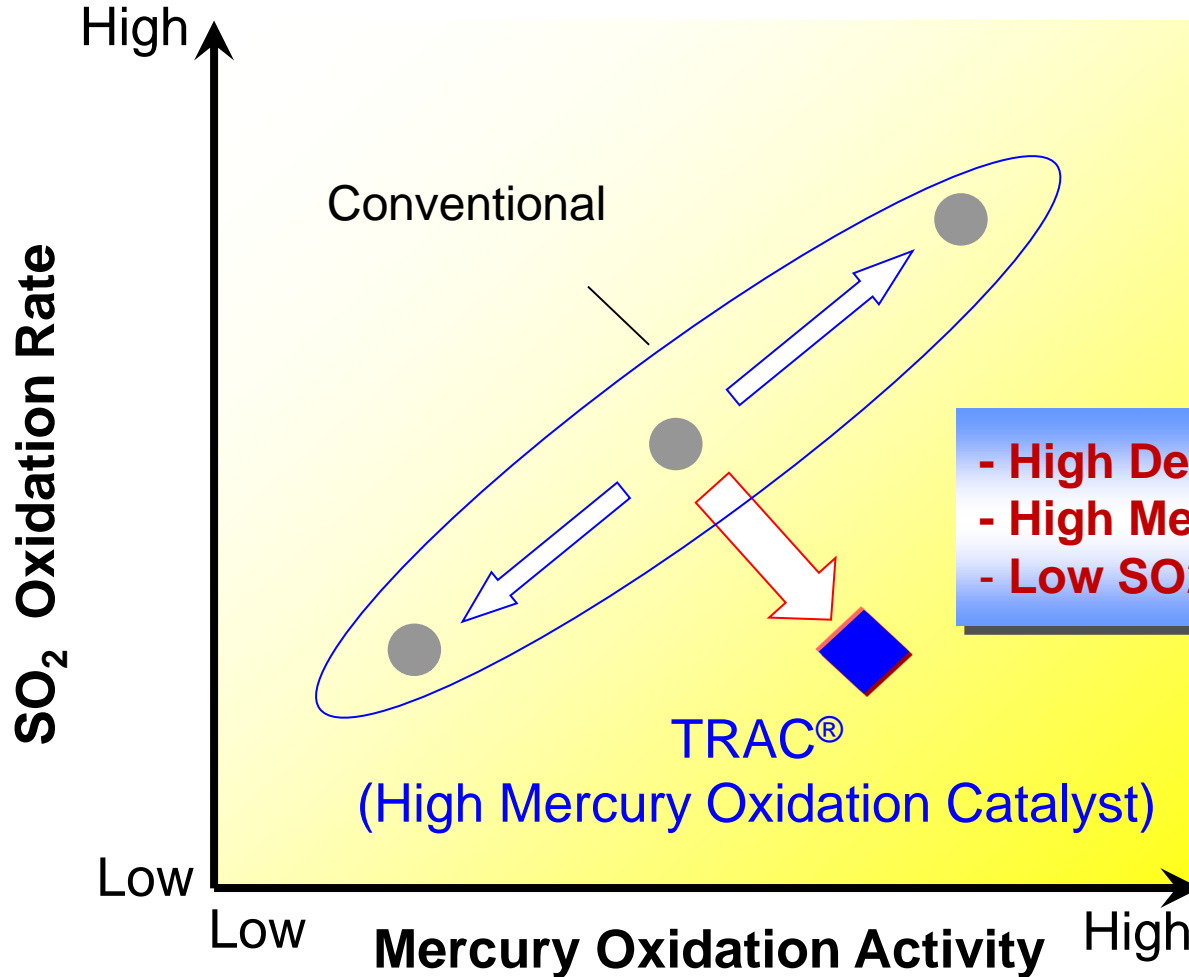 High
Conventional
SO₂ Oxidation Rate
- High De
- High Me
- Low SO
TRAC®
(High Mercury Oxidation Catalyst)
Low
Low
Mercury Oxidation Activity
High